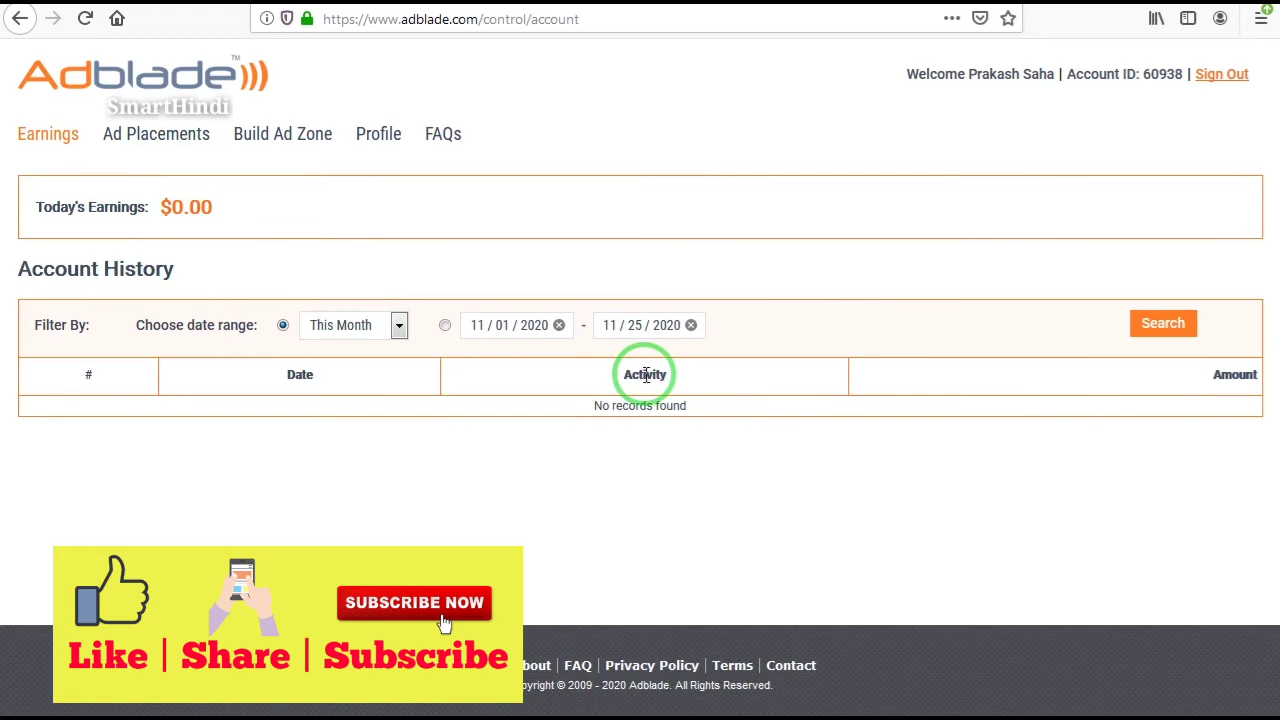 https://www.adblade.com/control/account
Adblade™
SmartHindi
Welcome Prakash Saha | Account ID: 60938 | Sign Out
Earnings Ad Placements Build Ad Zone Profile FAQs
Today's Earnings: $0.00
Account History
Filter By: Choose date range: This Month 11 / 01 / 2020 - 11 / 25 / 2020 Search
# Date Activity Amount
No records found
SUBSCRIBE NOW
Like | Share | Subscribe
FAQ | Privacy Policy | Terms | Contact
2009 - 2020 Adblade. All Rights Reserved.